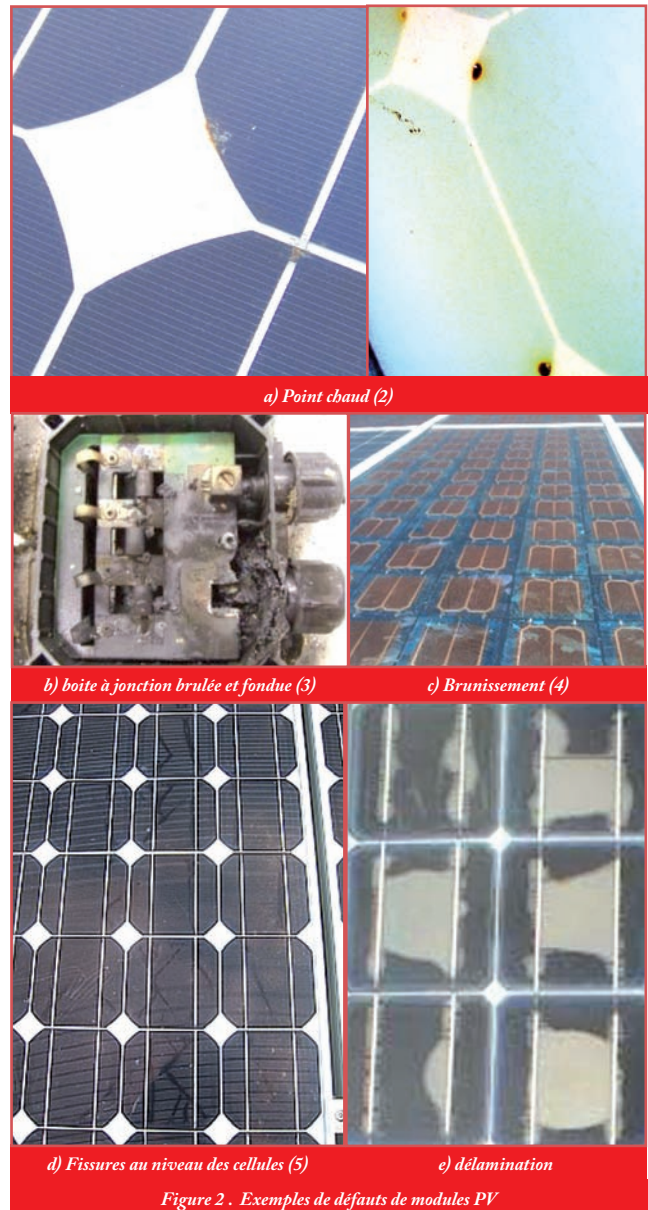 a) Point chaud (2)
b) boite à jonction brulée et fondue (3)
c) Brunissement (4)
d) Fissures au niveau des cellules (5)
e) délamination
Figure 2 . Exemples de défauts de modules PV